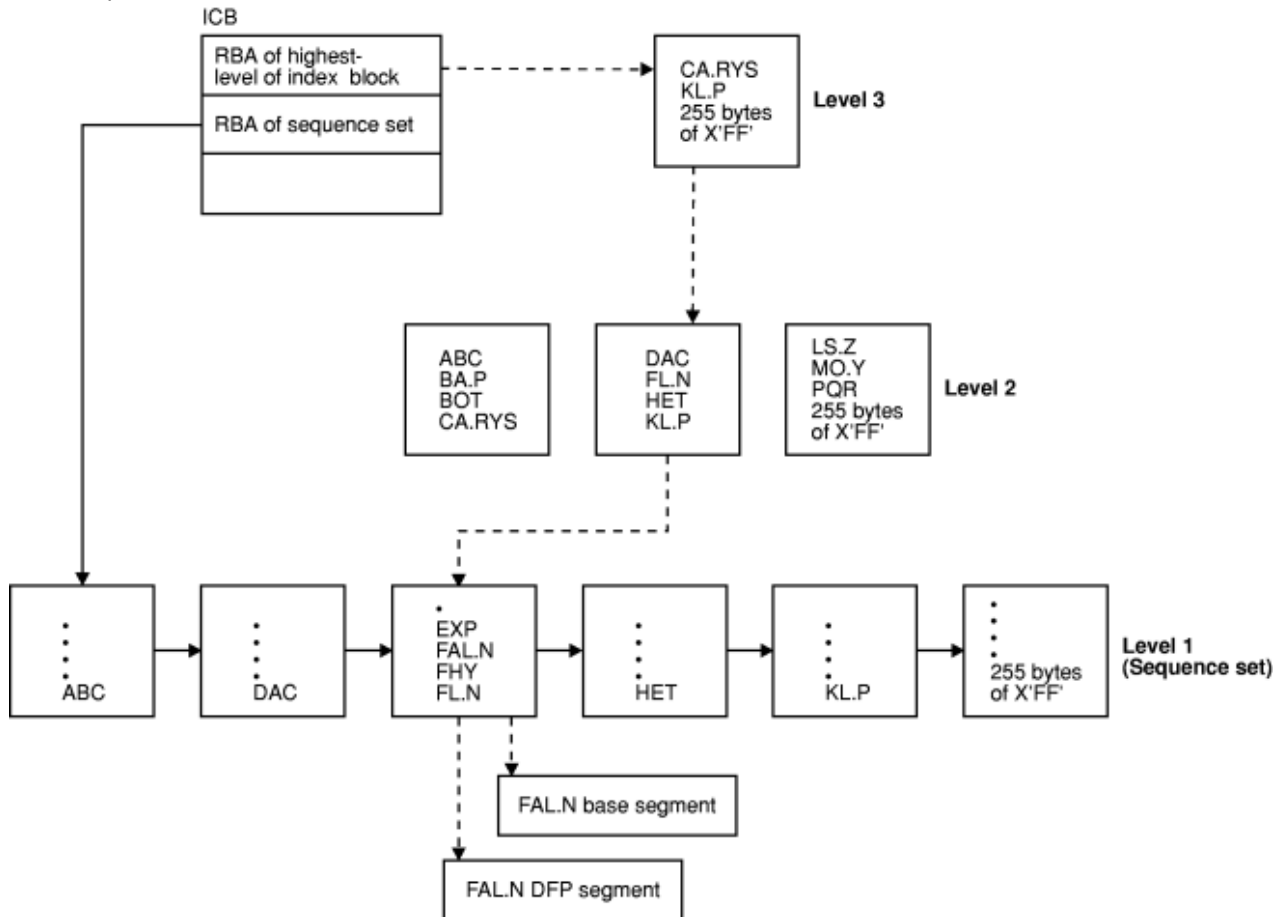 ICB
RBA of highest-
level of index block
RBA of sequence set
CA.RYS
KL.P
255 bytes
of X'FF'
Level 3
ABC
BA.P
BOT
CA.RYS
DAC
FL.N
HET
KL.P
LS.Z
MO.Y
PQR
255 bytes
of X'FF'
Level 2
ABC
DAC
EXP
FAL.N
FHY
FL.N
HET
KL.P
255 bytes
of X'FF'
Level 1
(Sequence set)
FAL.N base segment
FAL.N DFP segment